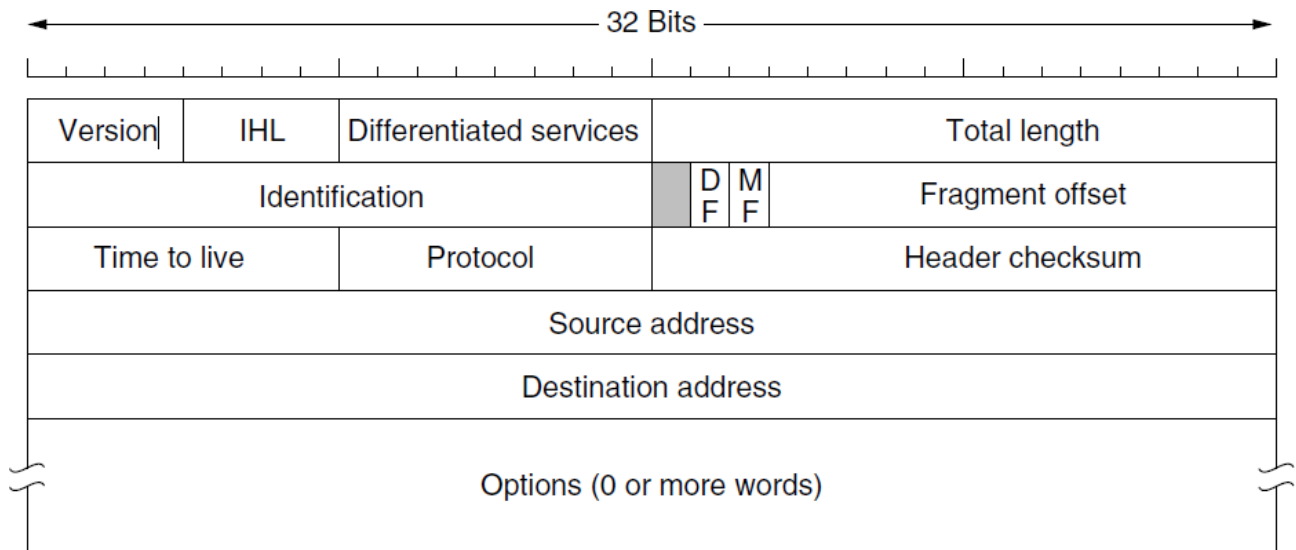 32 Bits
Version IHL Differentiated services Total length
Identification D F M F Fragment offset
Time to live Protocol Header checksum
Source address
Destination address
Options (0 or more words)